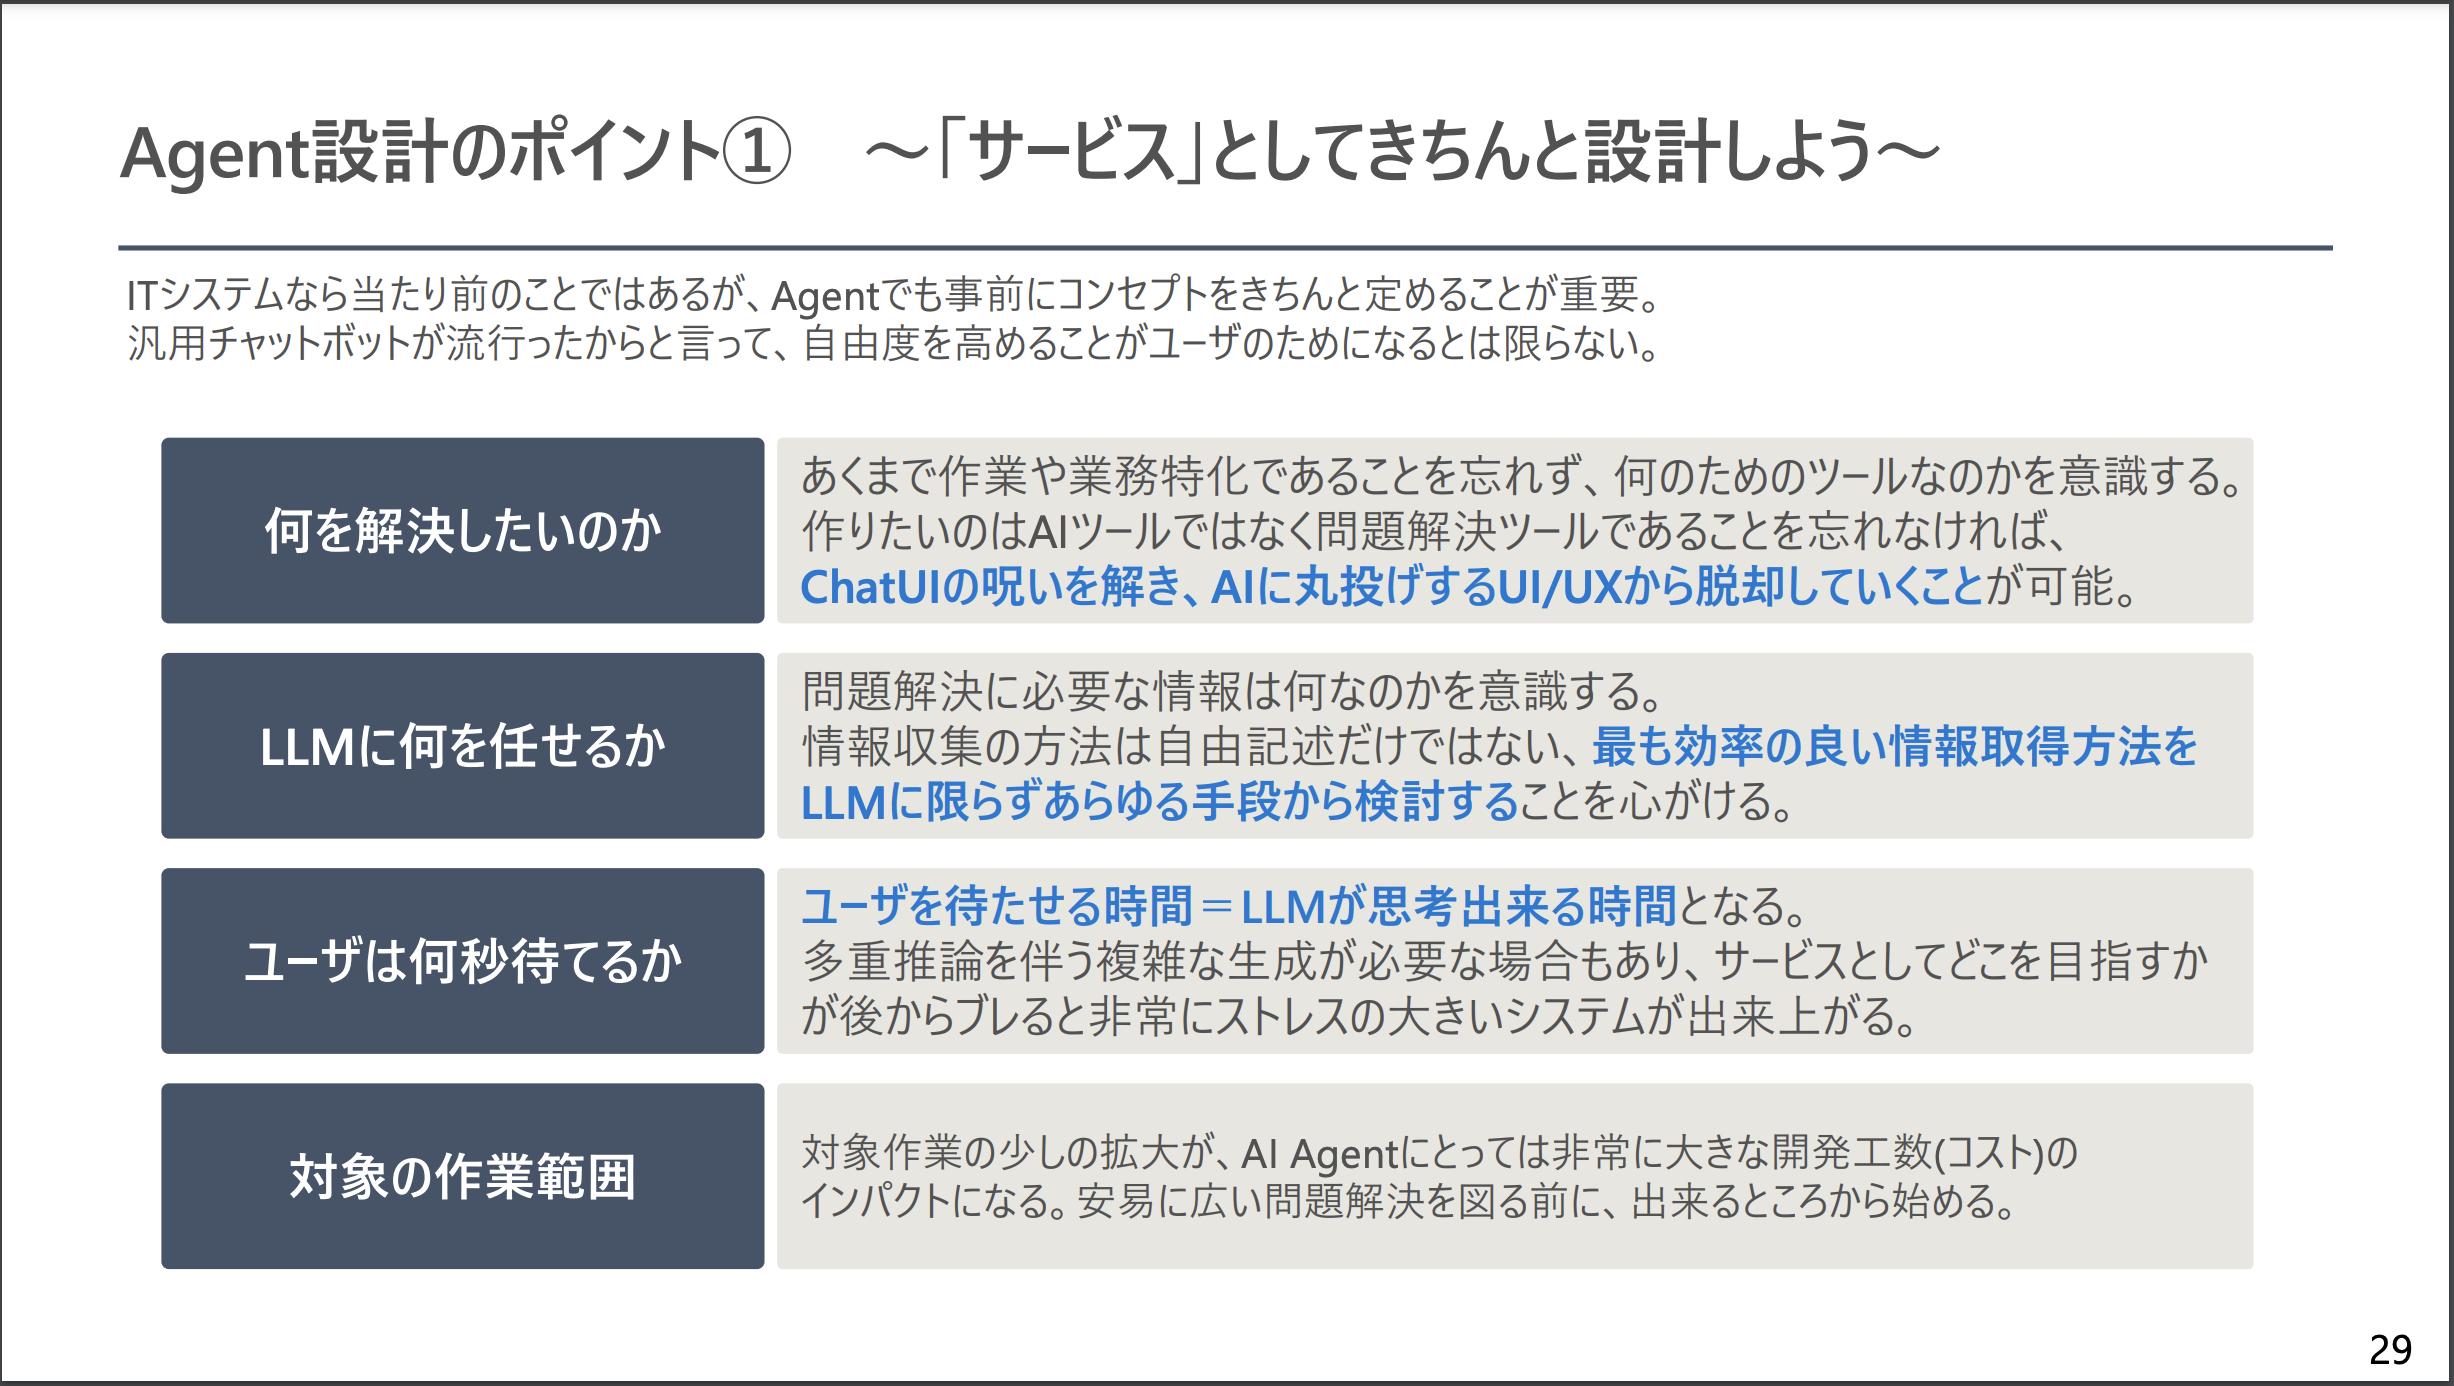 Agent設計のポイント①　～「サービス」としてきちんと設計しよう～
ITシステムなら当たり前のことではあるが、Agentでも事前にコンセプトをきちんと定めることが重要。
汎用チャットボットが流行ったからと言って、自由度を高めることがユーザのためになるとは限らない。
何を解決したいのか
あくまで作業や業務特化であることを忘れず、何のためのツールなのかを意識する。
作りたいのはAIツールではなく問題解決ツールであることを忘れなければ、
ChatUIの呪いを解き、AIに丸投げするUI/UXから脱却していくことが可能。
LLMに何を任せるか
問題解決に必要な情報は何なのかを意識する。
情報収集の方法は自由記述だけではない、最も効率の良い情報取得方法を
LLMに限らずあらゆる手段から検討することを心がける。
ユーザは何秒待てるか
ユーザを待たせる時間＝LLMが思考出来る時間となる。
多重推論を伴う複雑な生成が必要な場合もあり、サービスとしてどこを目指すか
が後からブレると非常にストレスの大きいシステムが出来上がる。
対象の作業範囲
対象作業の少しの拡大が、AI Agentにとっては非常に大きな開発工数(コスト)の
インパクトになる。安易に広い問題解決を図る前に、出来るところから始める。
29